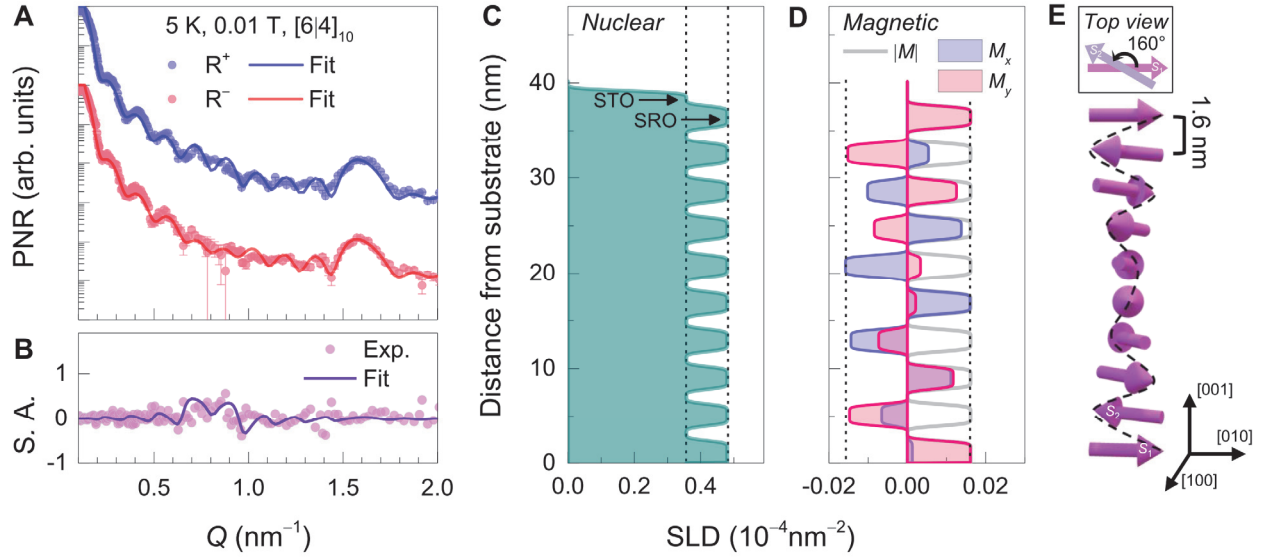 A
5 K, 0.01 T, [6|4]₁₀
R⁺ Fit
R⁻ Fit
PNR (arb. units)
B
Exp.
Fit
S. A.
1
0
-1
0.5 1.0 1.5 2.0
Q (nm⁻¹)
C
Nuclear
STO
SRO
Distance from substrate (nm)
40
30
20
10
0
0.0 0.2 0.4
D
Magnetic
|M|
Mₓ
M_y
-0.02 0.00 0.02
SLD (10⁻⁴nm⁻²)
E
Top view
160°
S₂ S₁
1.6 nm
S₂
S₁
[001]
[010]
[100]